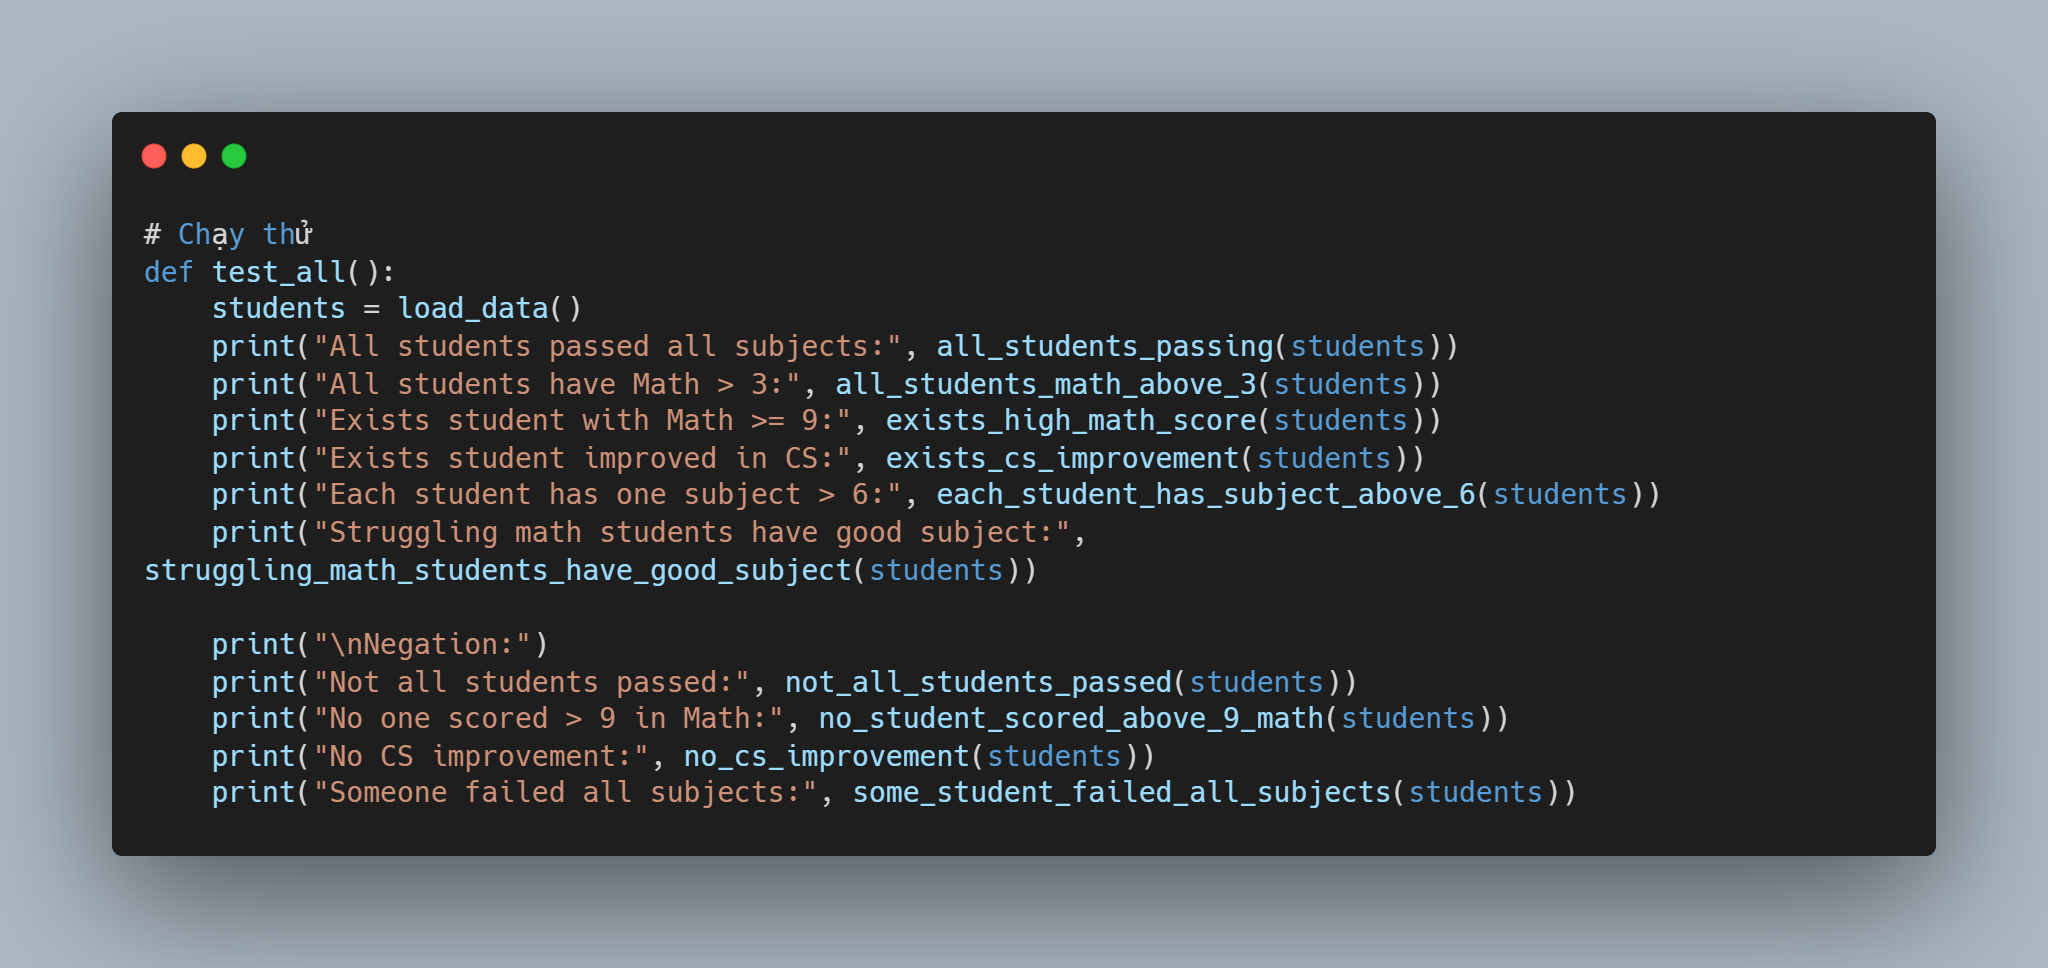 # Chạy thử
def test_all():
    students = load_data()
    print("All students passed all subjects:", all_students_passing(students))
    print("All students have Math > 3:", all_students_math_above_3(students))
    print("Exists student with Math >= 9:", exists_high_math_score(students))
    print("Exists student improved in CS:", exists_cs_improvement(students))
    print("Each student has one subject > 6:", each_student_has_subject_above_6(students))
    print("Struggling math students have good subject:",
struggling_math_students_have_good_subject(students))

    print("\nNegation:")
    print("Not all students passed:", not_all_students_passed(students))
    print("No one scored > 9 in Math:", no_student_scored_above_9_math(students))
    print("No CS improvement:", no_cs_improvement(students))
    print("Someone failed all subjects:", some_student_failed_all_subjects(students))